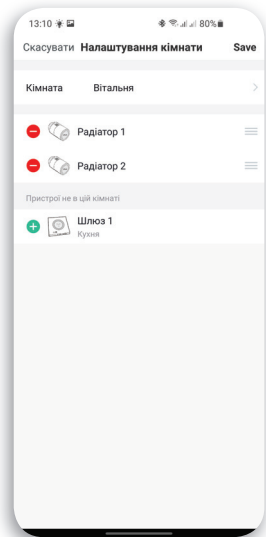 13:10 80%
Скасувати Налаштування кімнати Save
Кімната Вітальня
Радіатор 1
Радіатор 2
Пристрої не в цій кімнаті
Шлюз 1
Кухня